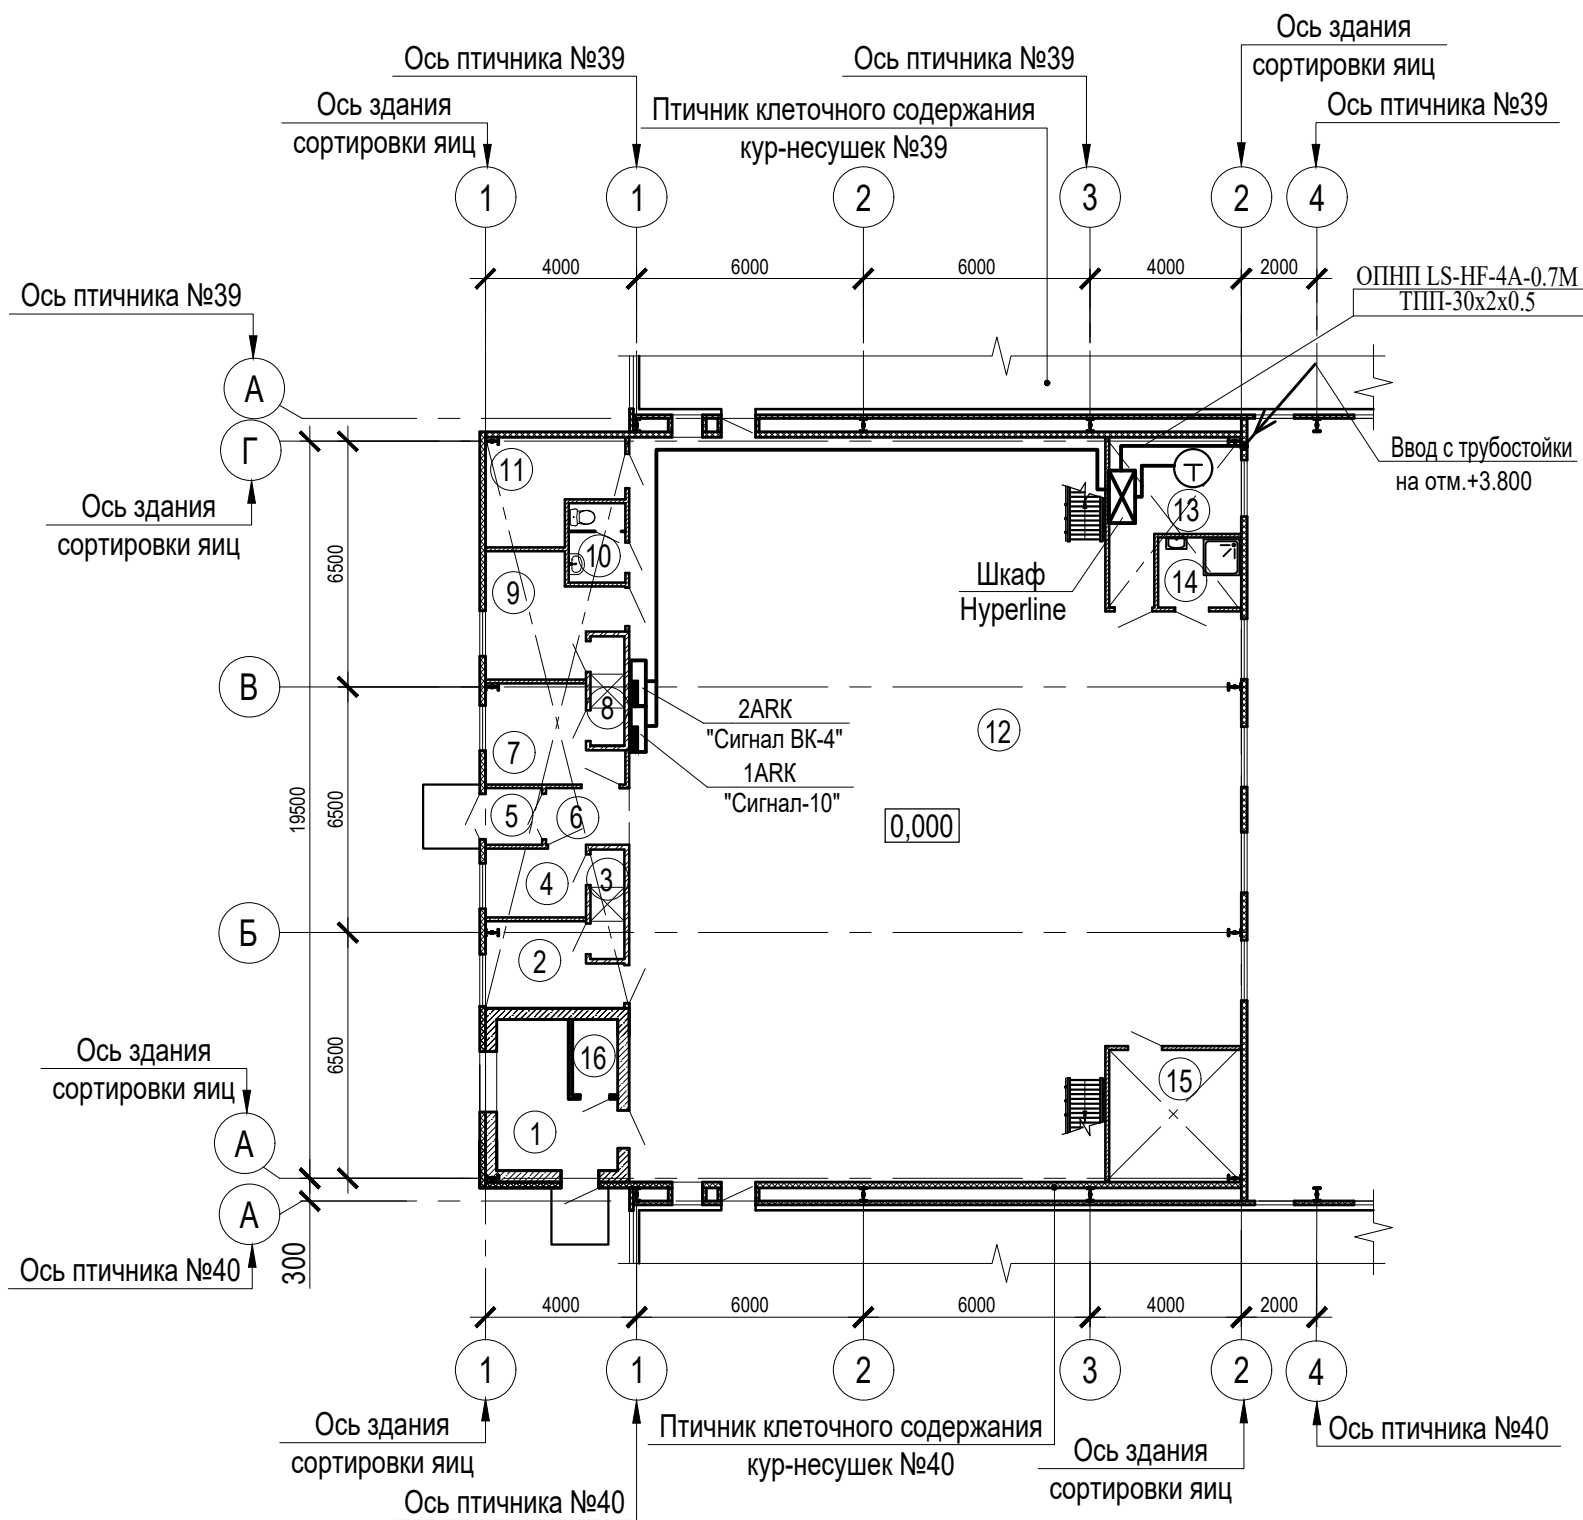 Ось здания
сортировки яиц
Ось птичника №39
Ось птичника №39
Ось здания
сортировки яиц
Птичник клеточного содержания
кур-несушек №39
Ось птичника №39
1
1
2
3
2
4
4000
6000
6000
4000
2000
ОПНП LS-HF-4А-0.7М
ТПП-30х2х0.5
Ось птичника №39
А
Г
Ось здания
сортировки яиц
Ввод с трубостойки
на отм.+3.800
11
Т
13
10
14
9
Шкаф
Hyperline
6500
В
8
2АRК
"Сигнал ВК-4"
12
7
1АRК
"Сигнал-10"
19500
6500
5
6
0,000
4
3
Б
2
6500
16
15
1
Ось здания
сортировки яиц
А
А
Ось птичника №40
300
4000
6000
6000
4000
2000
1
1
2
3
2
4
Ось здания
сортировки яиц
Птичник клеточного содержания
кур-несушек №40
Ось здания
сортировки яиц
Ось птичника №40
Ось птичника №40